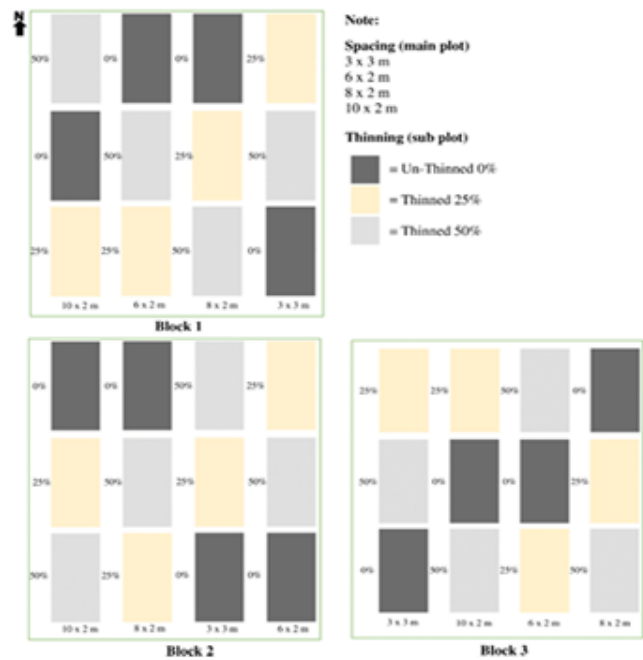 N
Note:
Spacing (main plot)
3 x 3 m
6 x 2 m
8 x 2 m
10 x 2 m
Thinning (sub plot)
= Un-Thinned 0%
= Thinned 25%
= Thinned 50%
50% 0% 0% 25%
0% 50% 25% 50%
25% 25% 50% 0%
10 x 2 m 6 x 2 m 8 x 2 m 3 x 3 m
Block 1
0% 0% 50% 25%
25% 50% 25% 50%
50% 25% 0% 0%
10 x 2 m 8 x 2 m 3 x 3 m 6 x 2 m
Block 2
25% 25% 50% 0%
50% 0% 0% 25%
0% 50% 25% 50%
3 x 3 m 10 x 2 m 6 x 2 m 8 x 2 m
Block 3